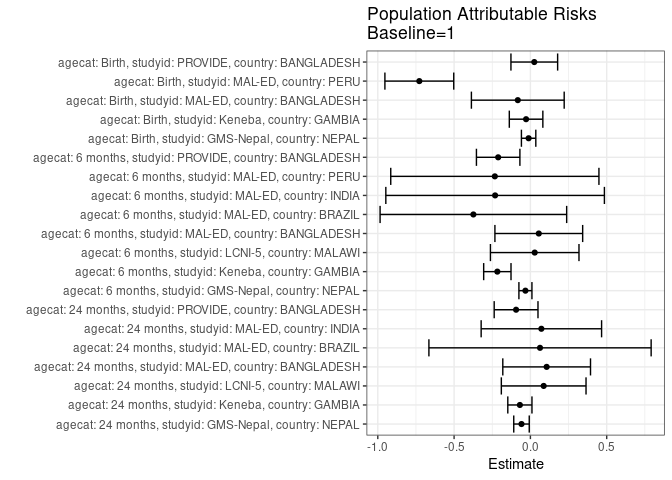 Population Attributable Risks
Baseline=1
agecat: Birth, studyid: PROVIDE, country: BANGLADESH
agecat: Birth, studyid: MAL-ED, country: PERU
agecat: Birth, studyid: MAL-ED, country: BANGLADESH
agecat: Birth, studyid: Keneba, country: GAMBIA
agecat: Birth, studyid: GMS-Nepal, country: NEPAL
agecat: 6 months, studyid: PROVIDE, country: BANGLADESH
agecat: 6 months, studyid: MAL-ED, country: PERU
agecat: 6 months, studyid: MAL-ED, country: INDIA
agecat: 6 months, studyid: MAL-ED, country: BRAZIL
agecat: 6 months, studyid: MAL-ED, country: BANGLADESH
agecat: 6 months, studyid: LCNI-5, country: MALAWI
agecat: 6 months, studyid: Keneba, country: GAMBIA
agecat: 6 months, studyid: GMS-Nepal, country: NEPAL
agecat: 24 months, studyid: PROVIDE, country: BANGLADESH
agecat: 24 months, studyid: MAL-ED, country: INDIA
agecat: 24 months, studyid: MAL-ED, country: BRAZIL
agecat: 24 months, studyid: MAL-ED, country: BANGLADESH
agecat: 24 months, studyid: LCNI-5, country: MALAWI
agecat: 24 months, studyid: Keneba, country: GAMBIA
agecat: 24 months, studyid: GMS-Nepal, country: NEPAL
-1.0 -0.5 0.0 0.5
Estimate